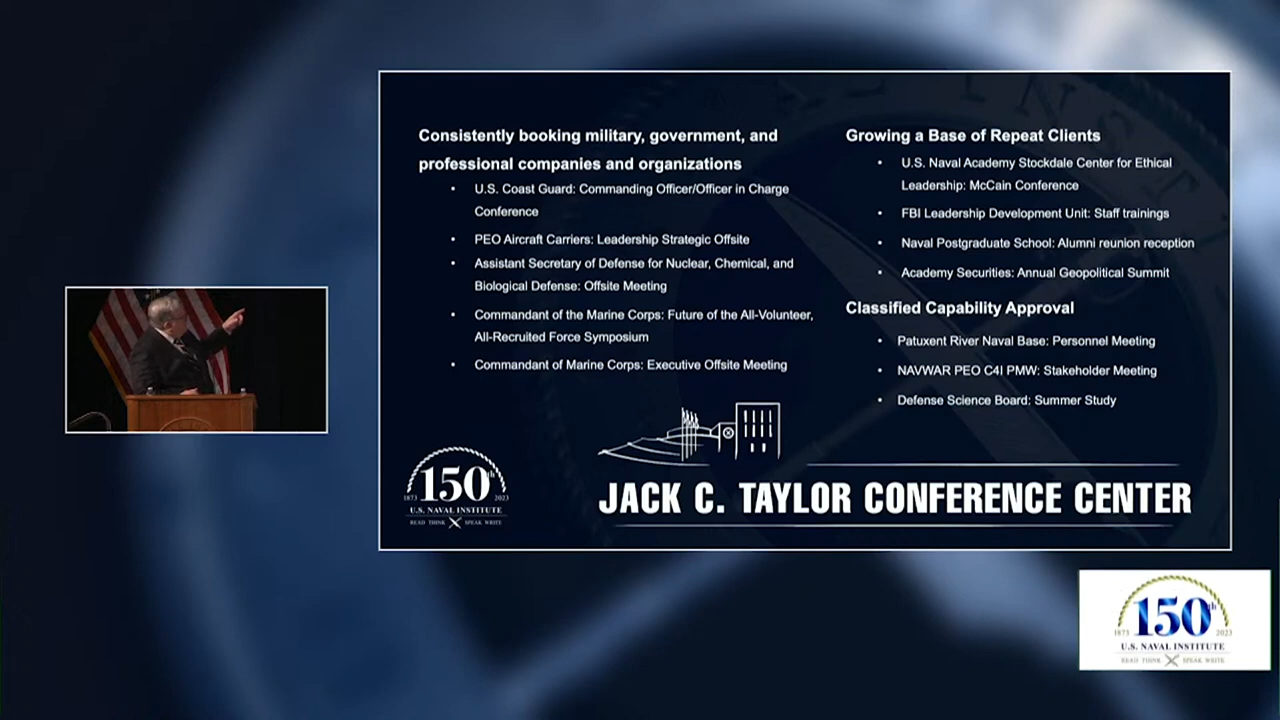 Consistently booking military, government, and
professional companies and organizations
• U.S. Coast Guard: Commanding Officer/Officer in Charge
Conference
• PEO Aircraft Carriers: Leadership Strategic Offsite
• Assistant Secretary of Defense for Nuclear, Chemical, and
Biological Defense: Offsite Meeting
• Commandant of the Marine Corps: Future of the All-Volunteer,
All-Recruited Force Symposium
• Commandant of Marine Corps: Executive Offsite Meeting
Growing a Base of Repeat Clients
• U.S. Naval Academy Stockdale Center for Ethical
Leadership: McCain Conference
• FBI Leadership Development Unit: Staff trainings
• Naval Postgraduate School: Alumni reunion reception
• Academy Securities: Annual Geopolitical Summit
Classified Capability Approval
• Patuxent River Naval Base: Personnel Meeting
• NAVWAR PEO C4I PMW: Stakeholder Meeting
• Defense Science Board: Summer Study
150th
1873 2023
U.S. NAVAL INSTITUTE
READ THINK SPEAK WRITE
JACK C. TAYLOR CONFERENCE CENTER
150th
1873 2023
U.S. NAVAL INSTITUTE
READ THINK SPEAK WRITE